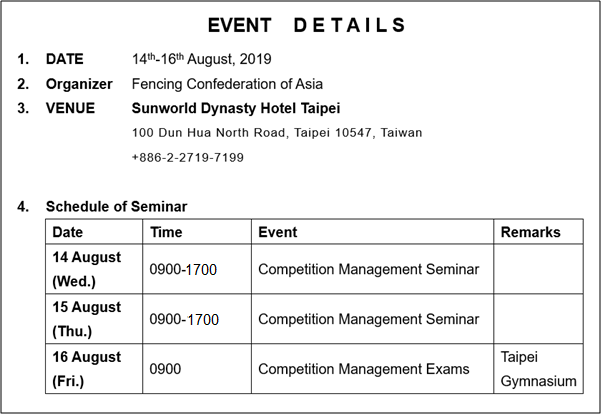 EVENT DETAILS
1. DATE 14th-16th August, 2019
2. Organizer Fencing Confederation of Asia
3. VENUE Sunworld Dynasty Hotel Taipei
100 Dun Hua North Road, Taipei 10547, Taiwan
+886-2-2719-7199
4. Schedule of Seminar
Date Time Event Remarks
14 August (Wed.) 0900-1700 Competition Management Seminar
15 August (Thu.) 0900-1700 Competition Management Seminar
16 August (Fri.) 0900 Competition Management Exams Taipei Gymnasium